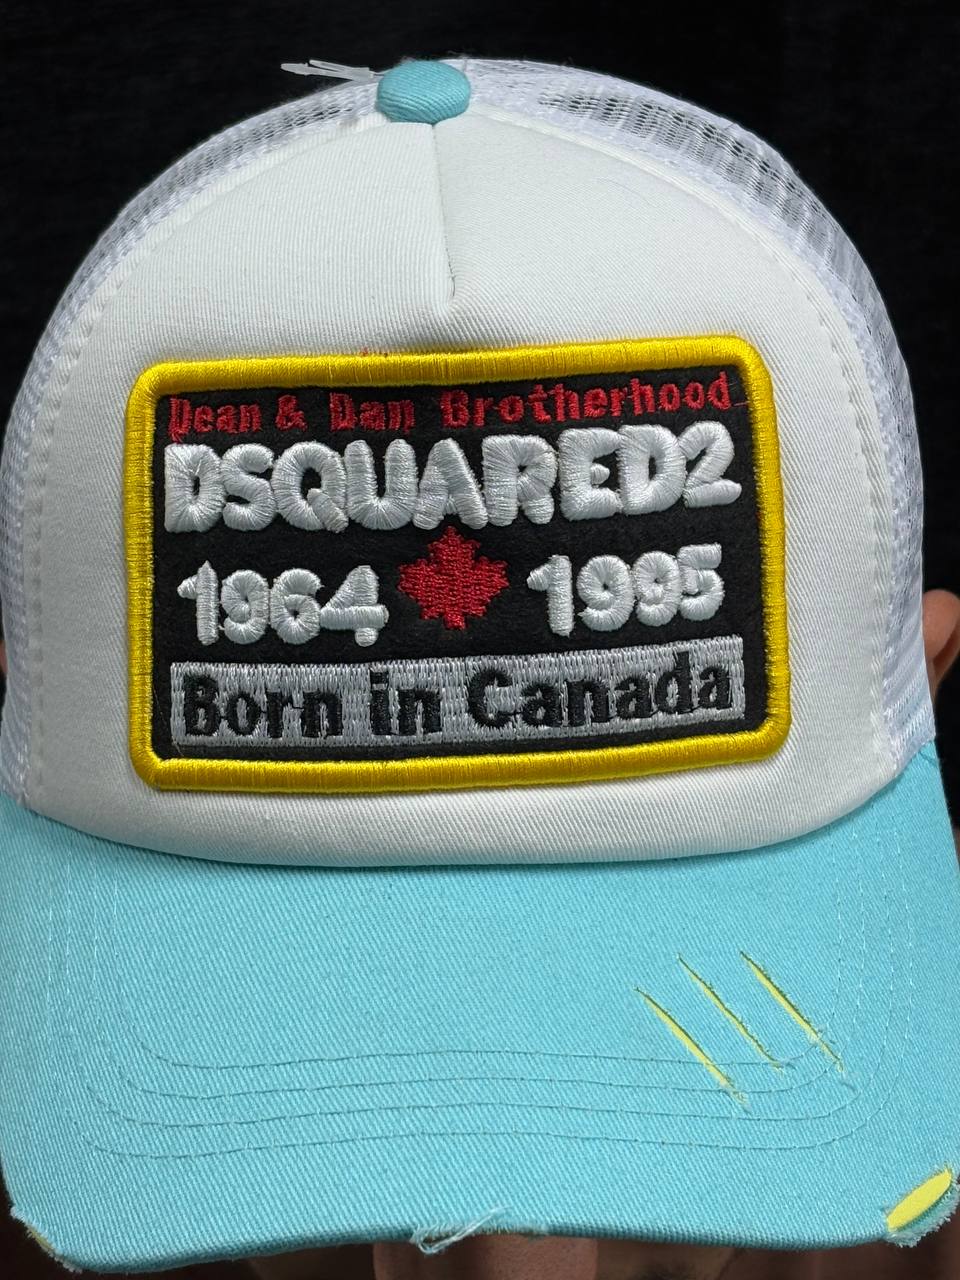 Dean & Dan Brotherhood
DSQUARED2
1964 1995
Born in Canada